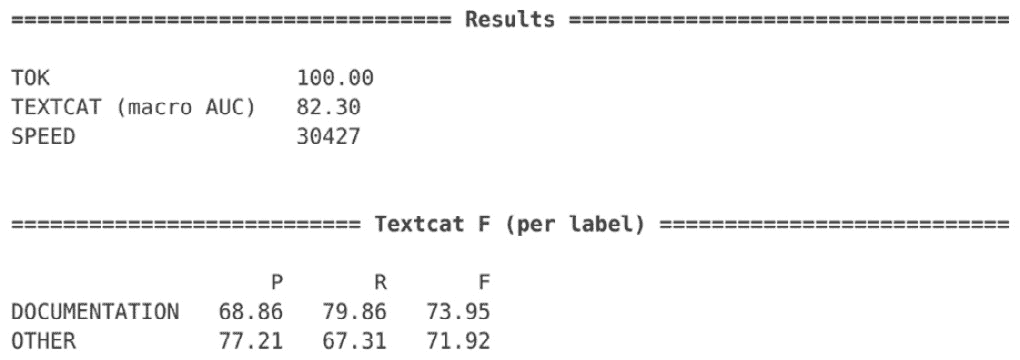 ================================== Results ==================================
TOK 100.00
TEXTCAT (macro AUC) 82.30
SPEED 30427
=========================== Textcat F (per label) ===========================
P R F
DOCUMENTATION 68.86 79.86 73.95
OTHER 77.21 67.31 71.92